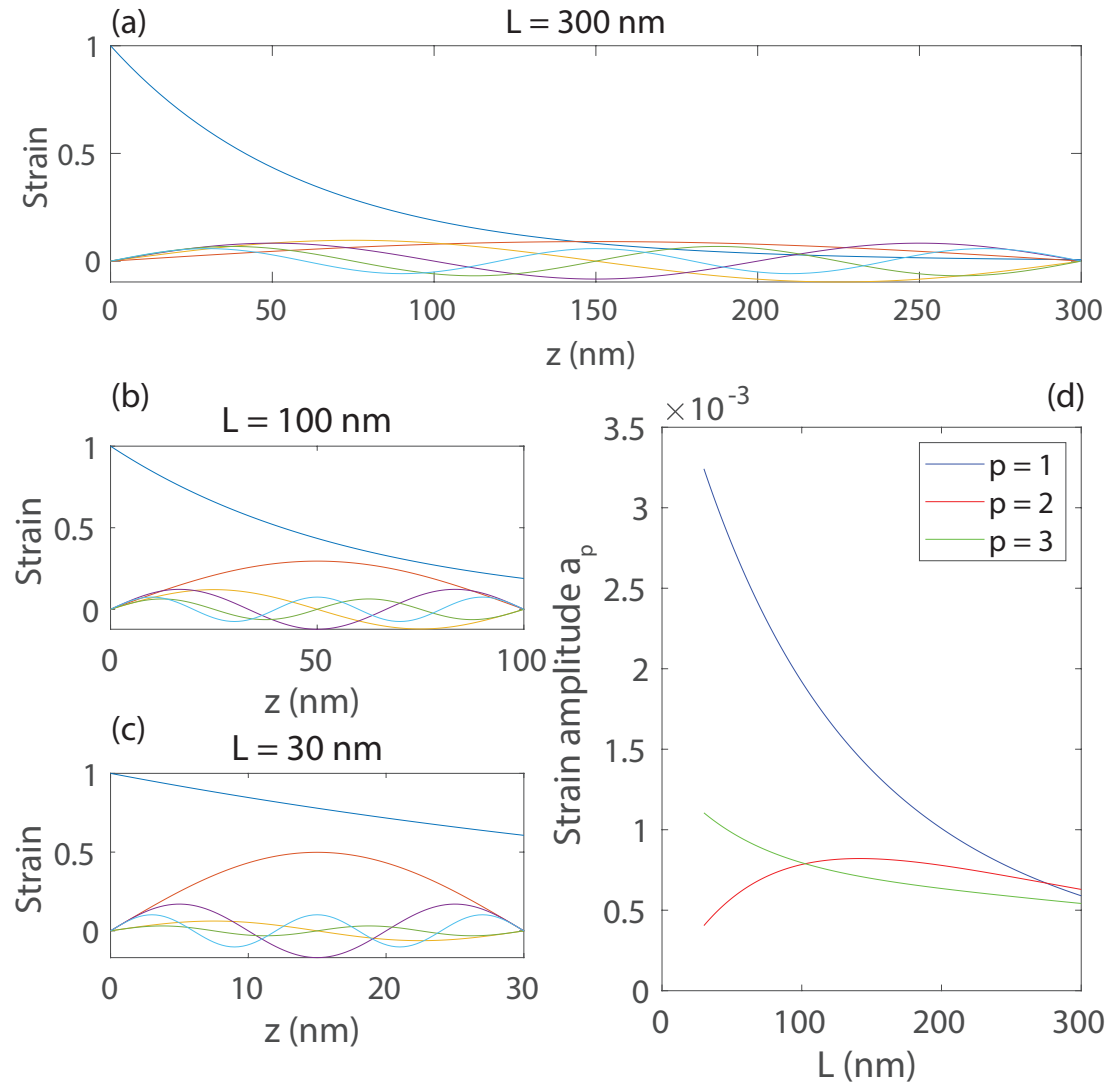 (a)
L = 300 nm
1
0.5
0
Strain
0 50 100 150 200 250 300
z (nm)
(b)
L = 100 nm
1
0.5
0
Strain
0 50 100
z (nm)
(c)
L = 30 nm
1
0.5
0
Strain
0 10 20 30
z (nm)
(d)
×10-3
3.5
3
2.5
2
1.5
1
0.5
0
Strain amplitude ap
p = 1
p = 2
p = 3
0 100 200 300
L (nm)